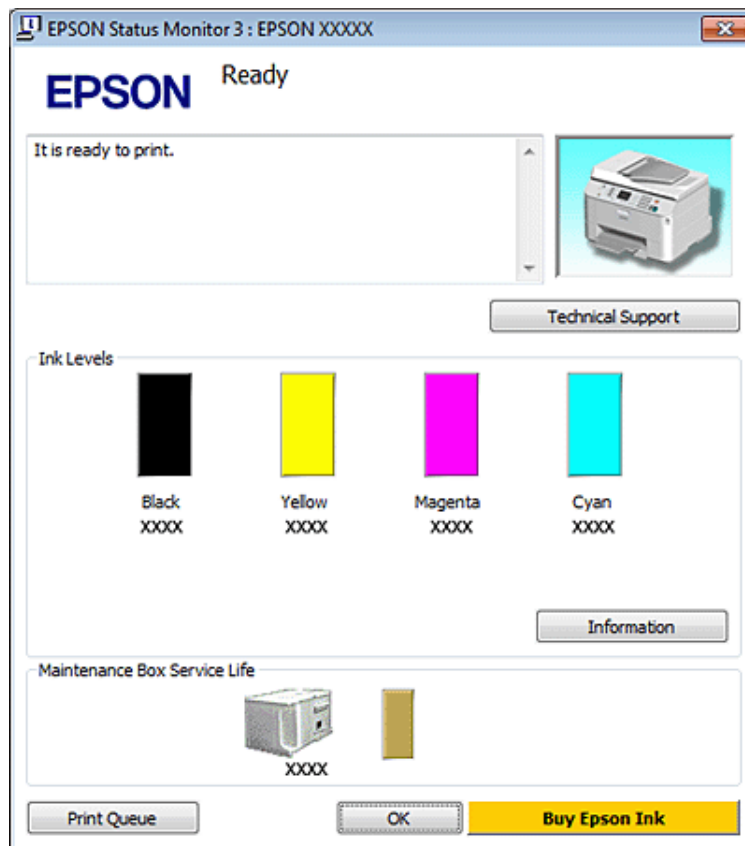 EPSON Status Monitor 3 : EPSON XXXXX
EPSON
Ready
It is ready to print.
Technical Support
Ink Levels
Black Yellow Magenta Cyan
XXXX XXXX XXXX XXXX
Information
Maintenance Box Service Life
XXXX
Print Queue OK Buy Epson Ink